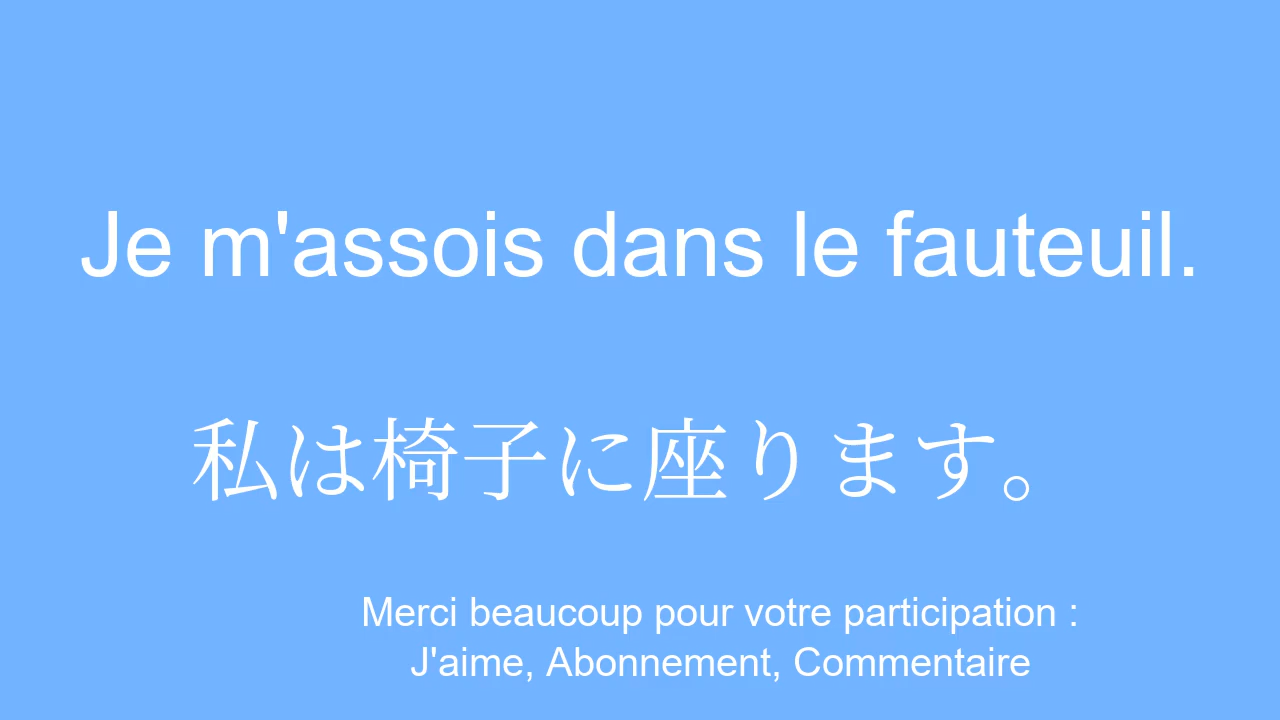 Je m'assois dans le fauteuil.
私は椅子に座ります。
Merci beaucoup pour votre participation :
J'aime, Abonnement, Commentaire